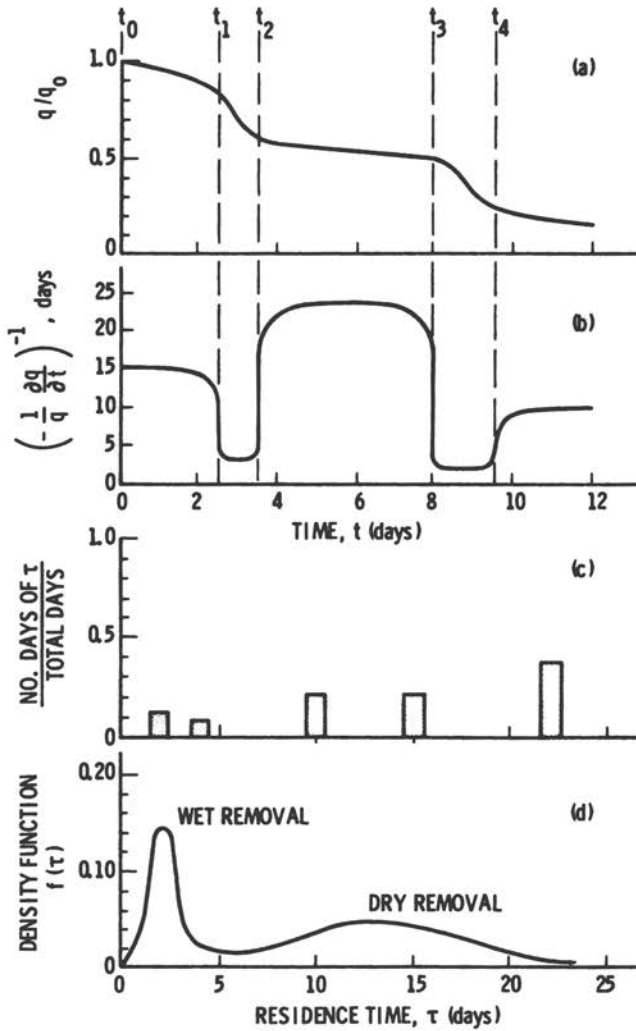 t0 t1 t2 t3 t4
(a)
q/q0
1.0
0.5
0
(b)
(- 1/q ∂q/∂t)^-1, days
25
20
15
10
5
0
0 2 4 6 8 10 12
TIME, t (days)
(c)
NO. DAYS OF τ
TOTAL DAYS
1.0
0.5
0
(d)
DENSITY FUNCTION
f(τ)
0.20
0.10
0
WET REMOVAL
DRY REMOVAL
0 5 10 15 20 25
RESIDENCE TIME, τ (days)